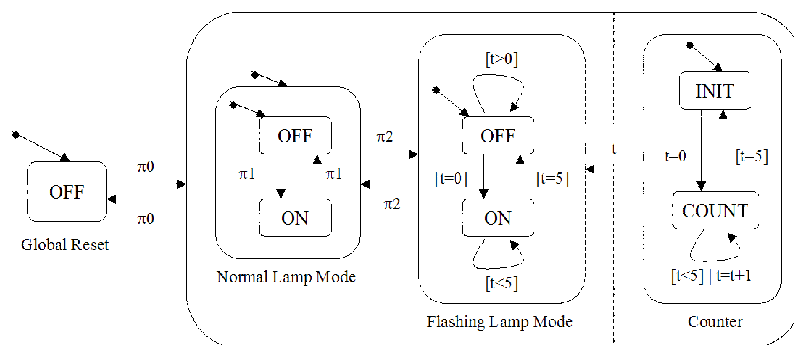 [t>0]
INIT
OFF
OFF
π2
t
π0
t=0
[t=5]
π1
π1
|t=0|
|t=5|
OFF
π2
π0
ON
ON
COUNT
Global Reset
Normal Lamp Mode
[t<5]
[t<5] | t=t+1
Flashing Lamp Mode
Counter